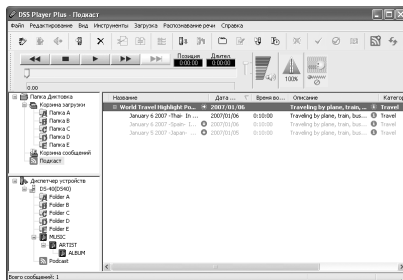 DSS Player Plus - Подкаст
Файл Редактирование Вид Инструменты Загрузка Распознавание речи Справка
Позиция Длител.
0:00:00 0:00:00
0.00
100%
Папка Диктовка
Корзина загрузки
Папка A
Папка B
Папка C
Папка D
Папка E
Корзина сообщений
Подкаст
Диспетчер устройств
DS-40(DS40)
Folder A
Folder B
Folder C
Folder D
Folder E
MUSIC
ARTIST
ALBUM
Podcast
Название Дата ... Время во... Описание Категор
World Travel Highlight Po... 2007/01/06 Traveling by plane, train, ... Travel
January 6 2007 -Thai- In ... 2007/01/06 0:10:00 Traveling by plane, train, bus... Travel
January 6 2007 -Spain- I... 2007/01/06 0:10:00 Traveling by plane, train, bus... Travel
January 5 2007 -Japan- ... 2007/01/06 0:10:00 Traveling by plane, train, bus... Travel
Всего сообщений: 1